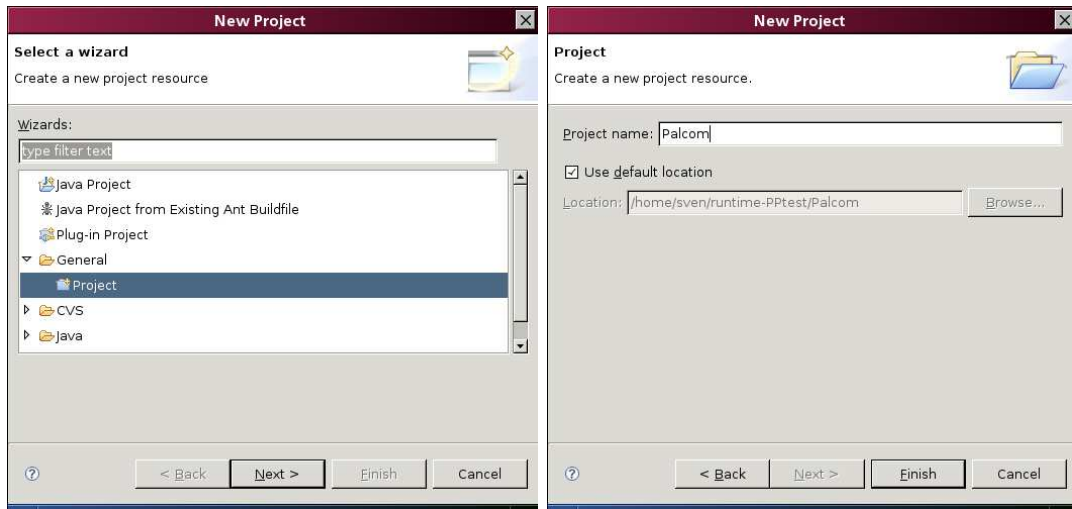 New Project
Select a wizard
Create a new project resource
Wizards:
type filter text
Java Project
Java Project from Existing Ant Buildfile
Plug-in Project
General
Project
CVS
Java
< Back
Next >
Finish
Cancel
New Project
Project
Create a new project resource.
Project name: Palcom
Use default location
Location: /home/sven/runtime-PPtest/Palcom
Browse...
< Back
Next >
Finish
Cancel